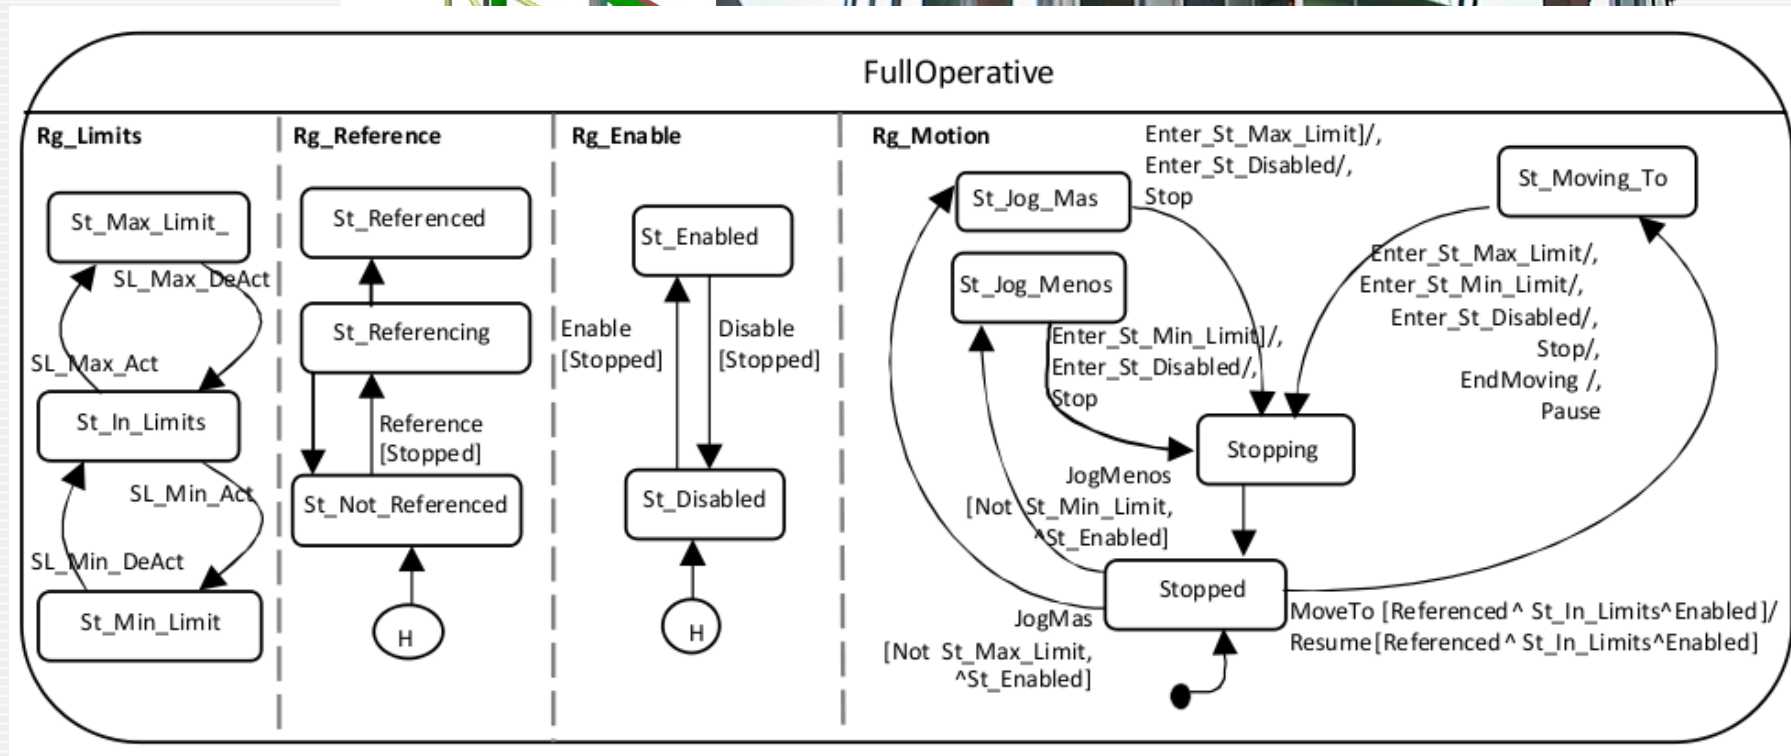 FullOperative
Rg_Limits
St_Max_Limit_
SL_Max_DeAct
SL_Max_Act
St_In_Limits
SL_Min_Act
SL_Min_DeAct
St_Min_Limit
Rg_Reference
St_Referenced
St_Referencing
Reference
[Stopped]
St_Not_Referenced
H
Rg_Enable
St_Enabled
Enable
[Stopped]
Disable
[Stopped]
St_Disabled
H
Rg_Motion
Enter_St_Max_Limit]/,
Enter_St_Disabled/,
Stop
St_Jog_Mas
St_Moving_To
St_Jog_Menos
Enter_St_Max_Limit/,
Enter_St_Min_Limit/,
Enter_St_Disabled/,
Stop/,
EndMoving /,
Pause
Enter_St_Min_Limit]/,
Enter_St_Disabled/,
Stop
Stopping
JogMenos
[Not St_Min_Limit,
^St_Enabled]
Stopped
JogMas
[Not St_Max_Limit,
^St_Enabled]
MoveTo [Referenced^ St_In_Limits^Enabled]/
Resume[Referenced^ St_In_Limits^Enabled]